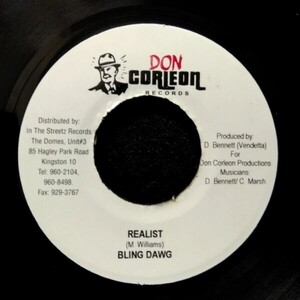 DON
CORLEON
RECORDS
Distributed by:
In The Streetz Records
The Domes, Unit#3
85 Hagley Park Road
Kingston 10
Tel: 960-2104,
960-8498
Fax: 929-3767
Produced by:
D. Bennett (Vendetta)
For
Don Corleon Productions
Musicians
D. Bennett/ C. Marsh
REALIST
(M. Williams)
BLING DAWG